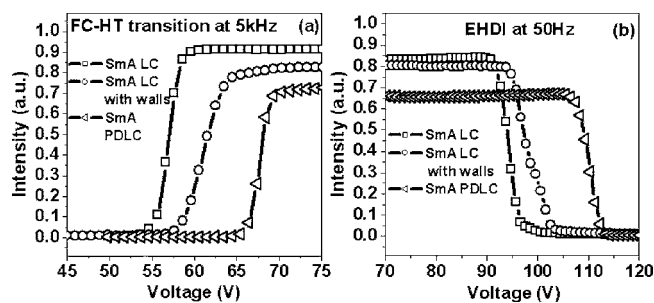 FC-HT transition at 5kHz (a)
Intensity (a.u.)
1.0
0.9
0.8
0.7
0.6
0.5
0.4
0.3
0.2
0.1
0.0
SmA LC
SmA LC
with walls
SmA
PDLC
45 50 55 60 65 70 75
Voltage (V)
EHDI at 50Hz (b)
Intensity (a.u.)
1.0
0.9
0.8
0.7
0.6
0.5
0.4
0.3
0.2
0.1
0.0
SmA LC
SmA LC
with walls
SmA PDLC
70 80 90 100 110 120
Voltage (V)